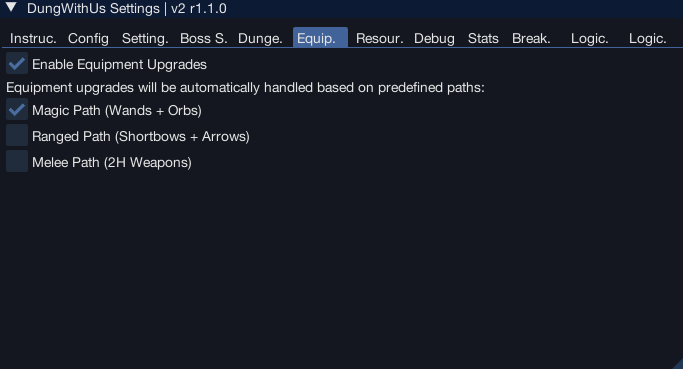 DungWithUs Settings | v2 r1.1.0
Instruc. Config Setting. Boss S. Dunge. Equip. Resour. Debug Stats Break. Logic. Logic.
Enable Equipment Upgrades
Equipment upgrades will be automatically handled based on predefined paths:
Magic Path (Wands + Orbs)
Ranged Path (Shortbows + Arrows)
Melee Path (2H Weapons)